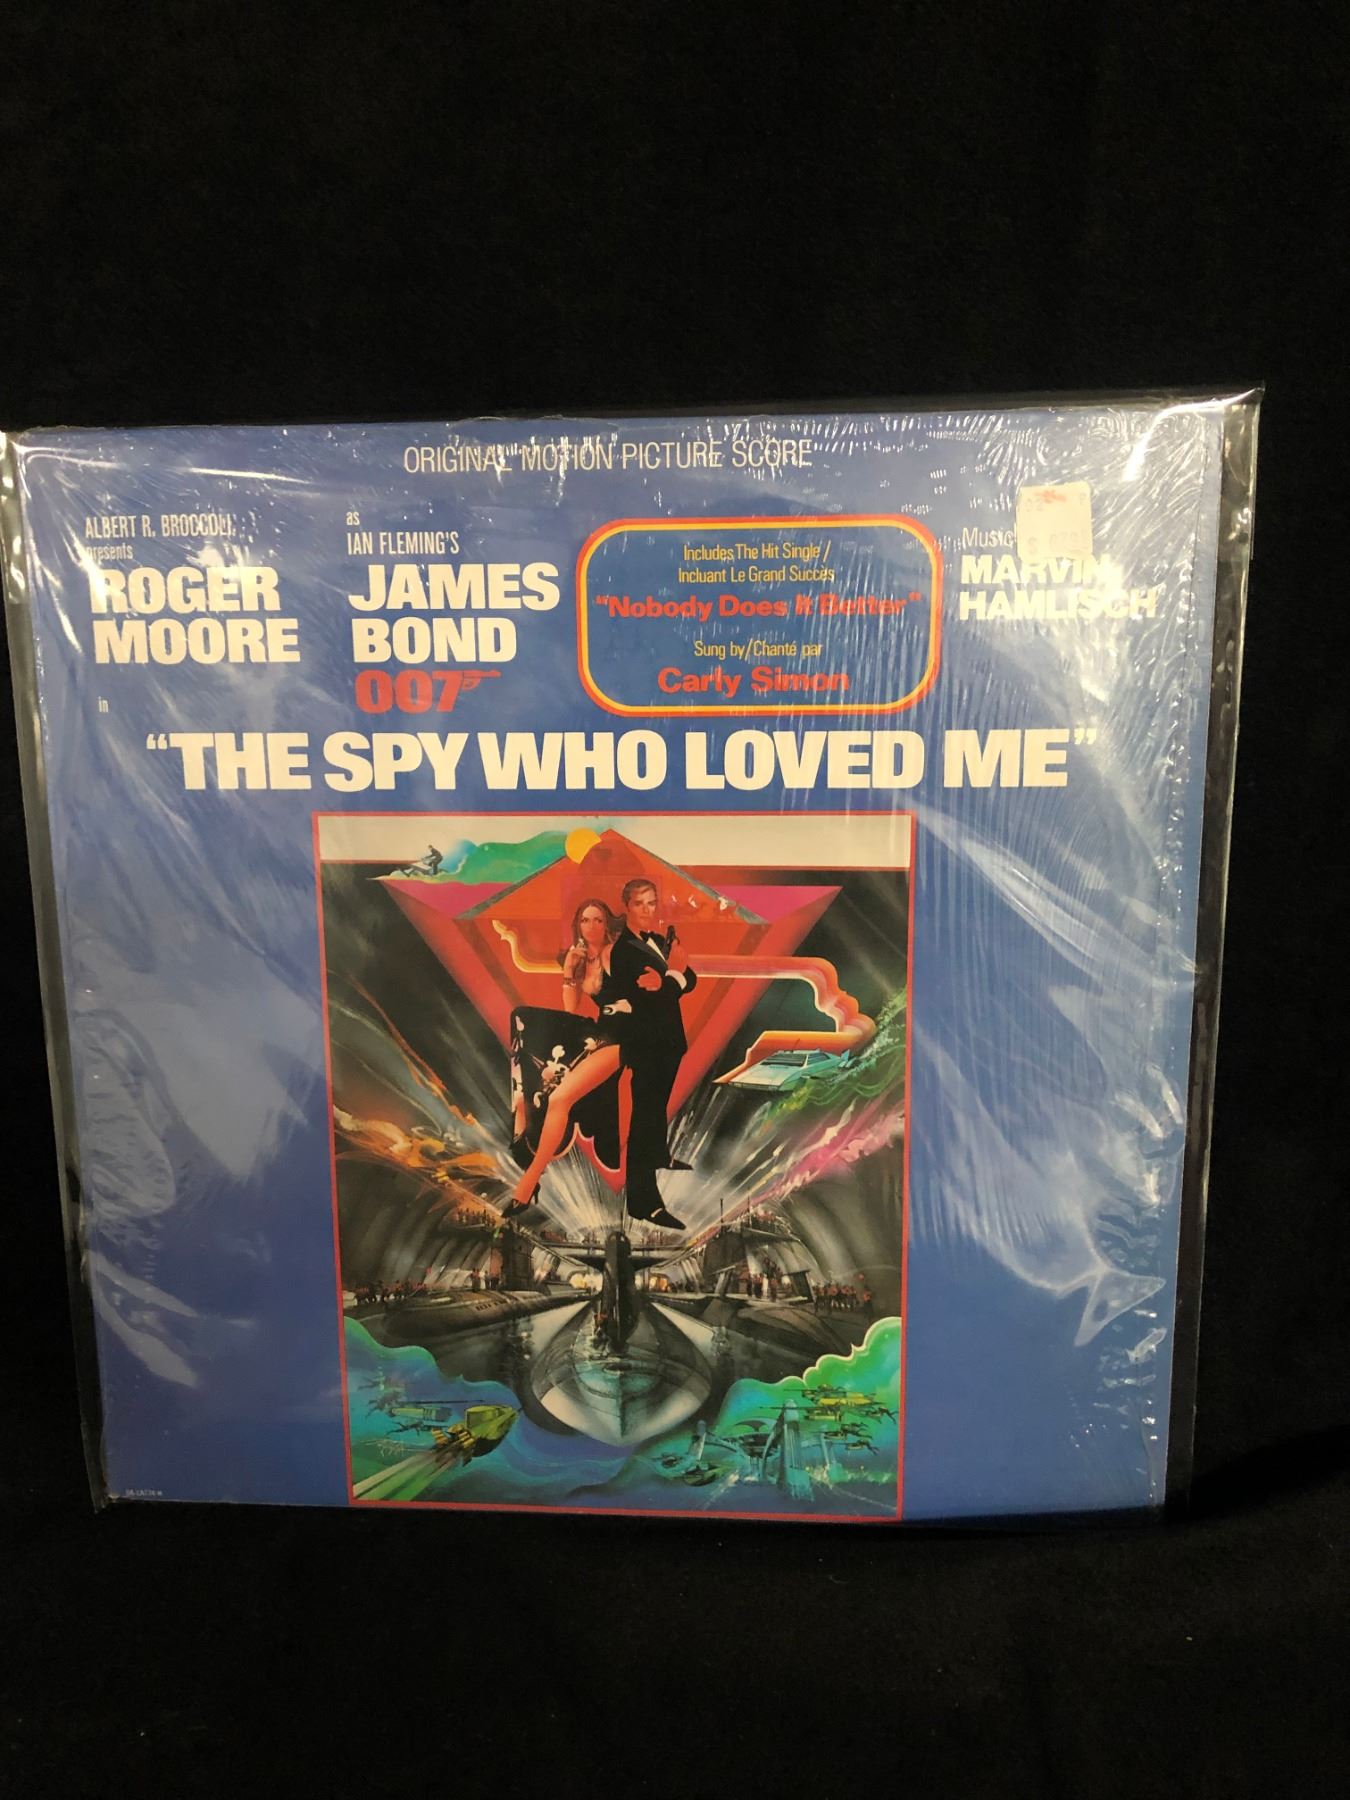 ORIGINAL MOTION PICTURE SCORE
ALBERT R. BROCCOLI
presents
ROGER
MOORE
in
as
IAN FLEMING'S
JAMES
BOND
007
Includes The Hit Single /
Incluant Le Grand Succès
"Nobody Does It Better"
Sung by/Chanté par
Carly Simon
Music
MARVIN
HAMLISCH
"THE SPY WHO LOVED ME"